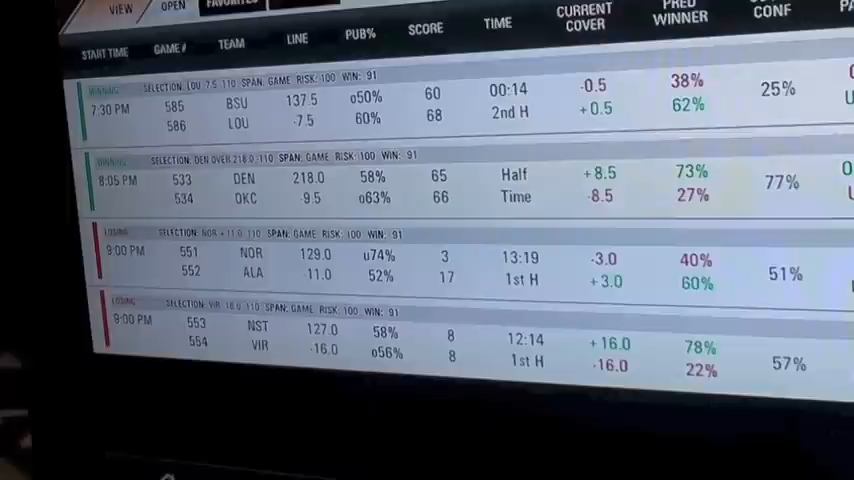 VIEW OPEN FAVORITES
START TIME GAME# TEAM LINE PUB% SCORE TIME CURRENT COVER PRED WINNER CONF
WINNING SELECTION: LOU -7.5 -110 SPAN: GAME RISK: 100 WIN: 91
7:30 PM 585 BSU 137.5 o50% 60 00:14 -0.5 38% 25%
586 LOU -7.5 60% 68 2nd H +0.5 62%
WINNING SELECTION: DEN OVER 218.0 -110 SPAN: GAME RISK: 100 WIN: 91
8:05 PM 533 DEN 218.0 58% 65 Half +8.5 73% 77%
534 OKC -9.5 o63% 66 Time -8.5 27%
LOSING SELECTION: NOR +11.0 -110 SPAN: GAME RISK: 100 WIN: 91
9:00 PM 551 NOR 129.0 u74% 3 13:19 -3.0 40% 51%
552 ALA -11.0 52% 17 1st H +3.0 60%
LOSING SELECTION: VIR -16.0 -110 SPAN: GAME RISK: 100 WIN: 91
9:00 PM 553 NST 127.0 58% 8 12:14 +16.0 78% 57%
554 VIR -16.0 o56% 8 1st H -16.0 22%